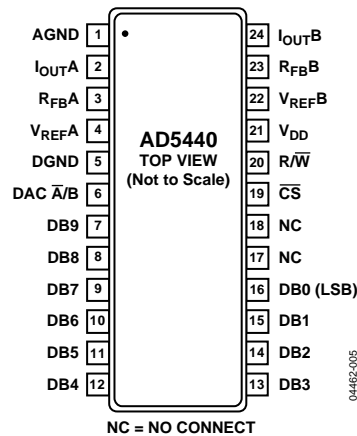 AGND 1
IOUTA 2
RFBA 3
VREFA 4
DGND 5
DAC A̅/B 6
DB9 7
DB8 8
DB7 9
DB6 10
DB5 11
DB4 12
AD5440
TOP VIEW
(Not to Scale)
24 IOUTB
23 RFBB
22 VREFB
21 VDD
20 R/W̅
19 C̅S̅
18 NC
17 NC
16 DB0 (LSB)
15 DB1
14 DB2
13 DB3
NC = NO CONNECT
04462-005